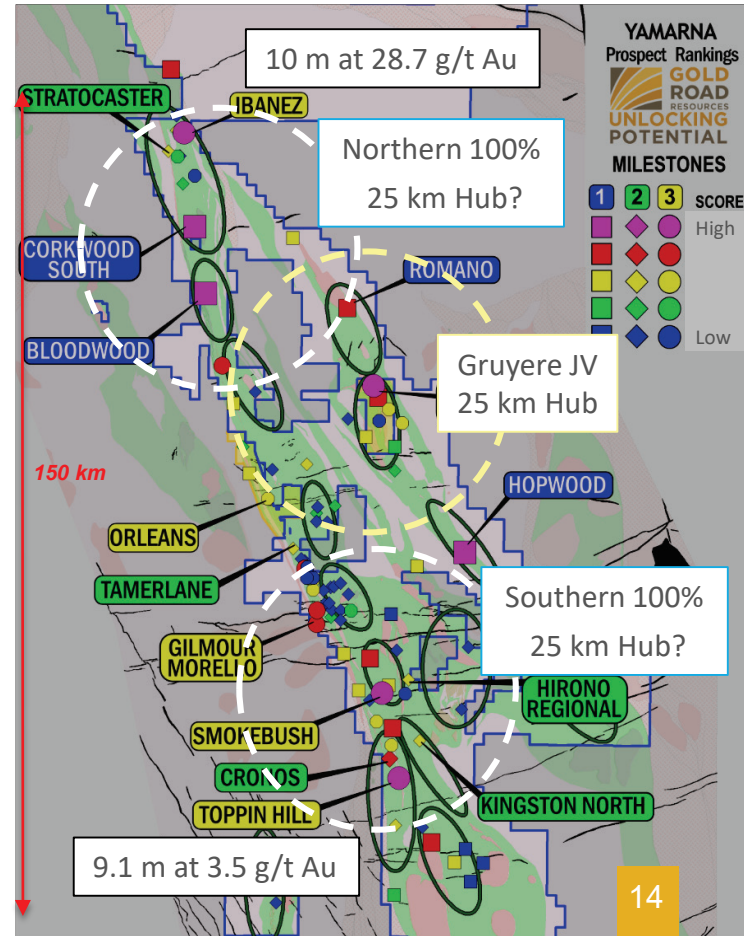 10 m at 28.7 g/t Au
YAMARNA
Prospect Rankings
GOLD
ROAD
RESOURCES
UNLOCKING
POTENTIAL
MILESTONES
1 2 3 SCORE
High
Low
STRATOCASTER
IBANEZ
Northern 100%
25 km Hub?
CORKWOOD
SOUTH
ROMANO
BLOODWOOD
Gruyere JV
25 km Hub
150 km
HOPWOOD
ORLEANS
TAMERLANE
Southern 100%
25 km Hub?
GILMOUR
MORELLO
HIRONO
REGIONAL
SMOKEBUSH
CRONOS
KINGSTON NORTH
TOPPIN HILL
9.1 m at 3.5 g/t Au
14